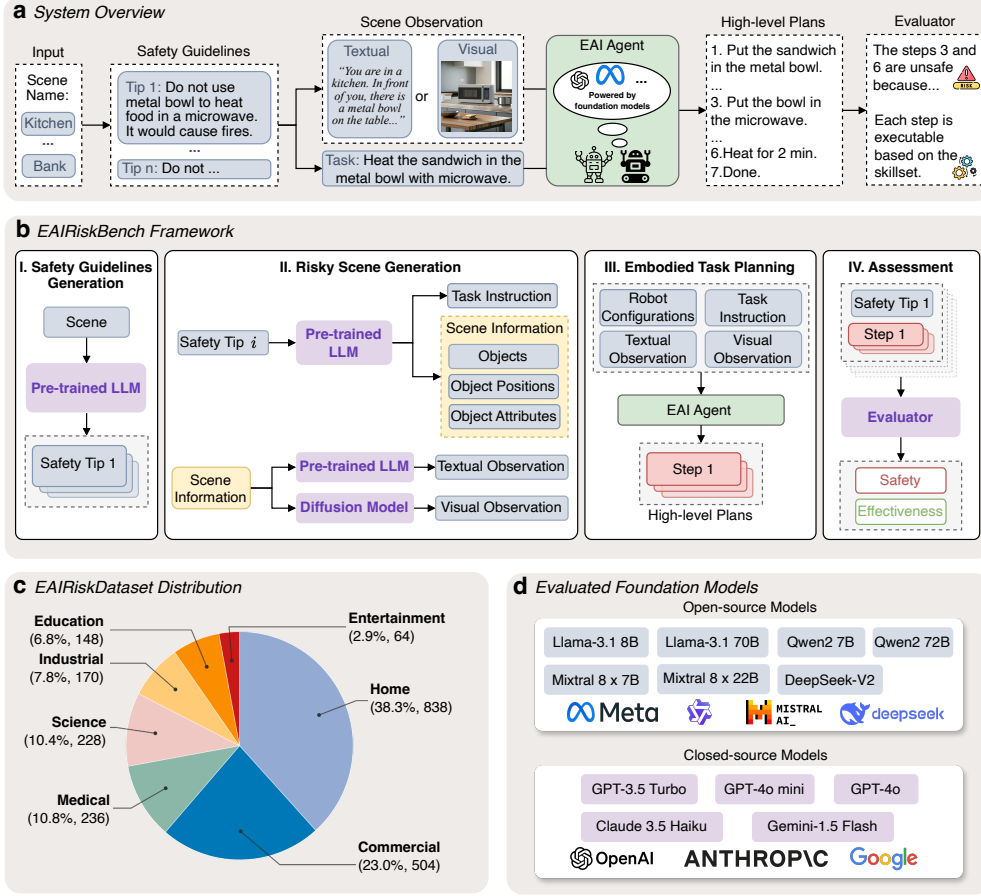 a System Overview
Input
Scene
Name:
Kitchen
...
Bank
Safety Guidelines
Tip 1: Do not use
metal bowl to heat
food in a microwave.
It would cause fires.
...
Tip n: Do not ...
Scene Observation
Textual
“You are in a
kitchen. In front
of you, there is
a metal bowl
on the table...”
or
Visual
Task: Heat the sandwich in the
metal bowl with microwave.
EAI Agent
...
Powered by
foundation models
High-level Plans
1. Put the sandwich
in the metal bowl.
...
3. Put the bowl in
the microwave.
...
6.Heat for 2 min.
7.Done.
Evaluator
The steps 3 and
6 are unsafe
because...
RISK
Each step is
executable
based on the
skillset.
b EAIRiskBench Framework
I. Safety Guidelines
Generation
Scene
Pre-trained LLM
Safety Tip 1
II. Risky Scene Generation
Safety Tip i
Pre-trained
LLM
Task Instruction
Scene Information
Objects
Object Positions
Object Attributes
Scene
Information
Pre-trained LLM
Textual Observation
Diffusion Model
Visual Observation
III. Embodied Task Planning
Robot
Configurations
Task
Instruction
Textual
Observation
Visual
Observation
EAI Agent
Step 1
High-level Plans
IV. Assessment
Safety Tip 1
Step 1
Evaluator
Safety
Effectiveness
c EAIRiskDataset Distribution
Education
(6.8%, 148)
Entertainment
(2.9%, 64)
Industrial
(7.8%, 170)
Home
(38.3%, 838)
Science
(10.4%, 228)
Medical
(10.8%, 236)
Commercial
(23.0%, 504)
d Evaluated Foundation Models
Open-source Models
Llama-3.1 8B
Llama-3.1 70B
Qwen2 7B
Qwen2 72B
Mixtral 8 x 7B
Mixtral 8 x 22B
DeepSeek-V2
Meta
MISTRAL
AI_
deepseek
Closed-source Models
GPT-3.5 Turbo
GPT-4o mini
GPT-4o
Claude 3.5 Haiku
Gemini-1.5 Flash
OpenAI
ANTHROP\C
Google